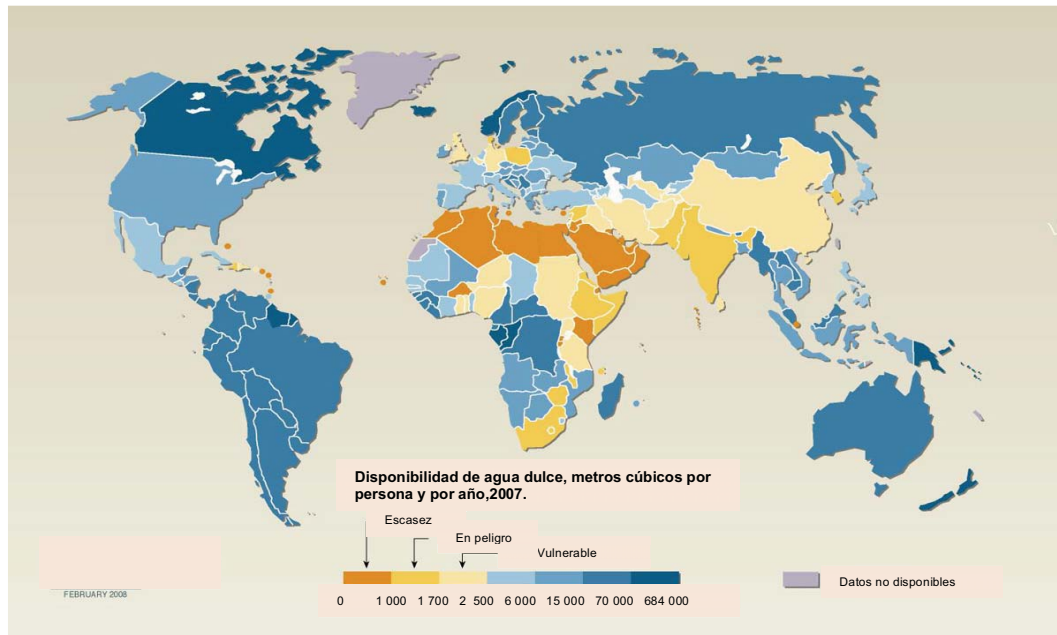 Disponibilidad de agua dulce, metros cúbicos por
persona y por año,2007.
Escasez
En peligro
Vulnerable
0 1 000 1 700 2 500 6 000 15 000 70 000 684 000
Datos no disponibles
FEBRUARY 2008